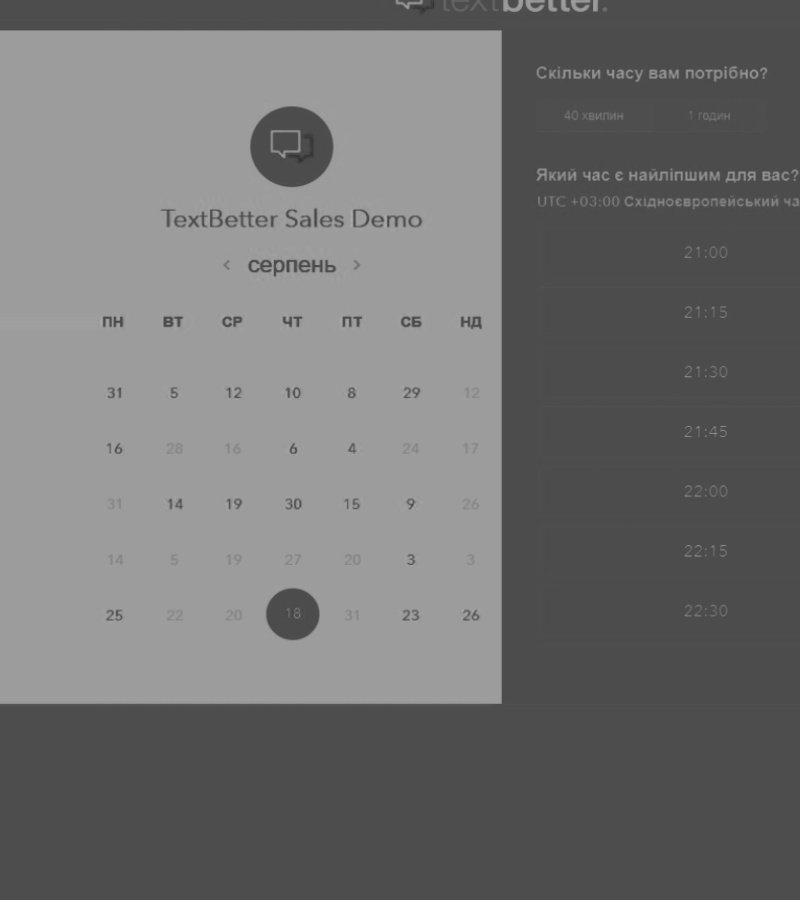 textbetter.
TextBetter Sales Demo
< серпень >
ПН ВТ СР ЧТ ПТ СБ НД
31 5 12 10 8 29 12
16 28 16 6 4 24 17
31 14 19 30 15 9 26
14 5 19 27 20 3 3
25 22 20 18 31 23 26
Скільки часу вам потрібно?
40 хвилин 1 годин
Який час є найліпшим для вас?
UTC +03:00 Східноєвропейський ча
21:00
21:15
21:30
21:45
22:00
22:15
22:30